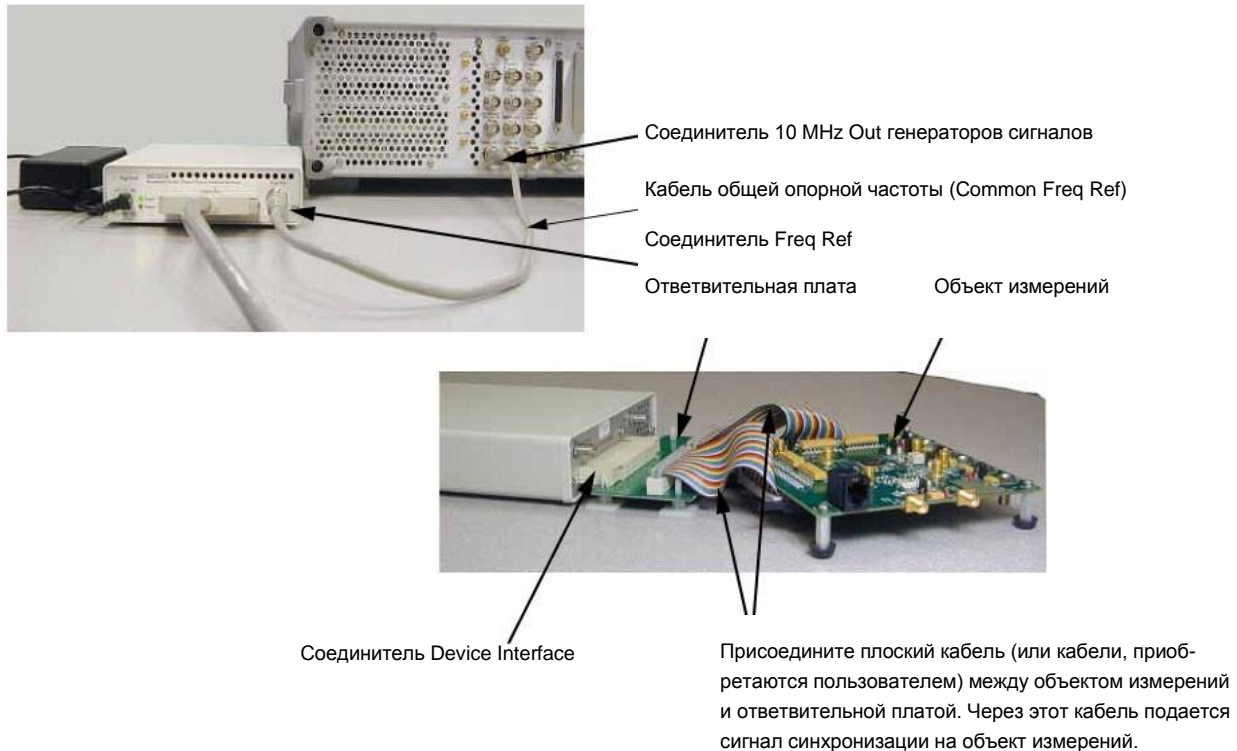 Соединитель 10 MHz Out генераторов сигналов
Кабель общей опорной частоты (Common Freq Ref)
Соединитель Freq Ref
Ответвительная плата
Объект измерений
Соединитель Device Interface
Присоедините плоский кабель (или кабели, приоб-
ретаются пользователем) между объектом измерений
и ответвительной платой. Через этот кабель подается
сигнал синхронизации на объект измерений.